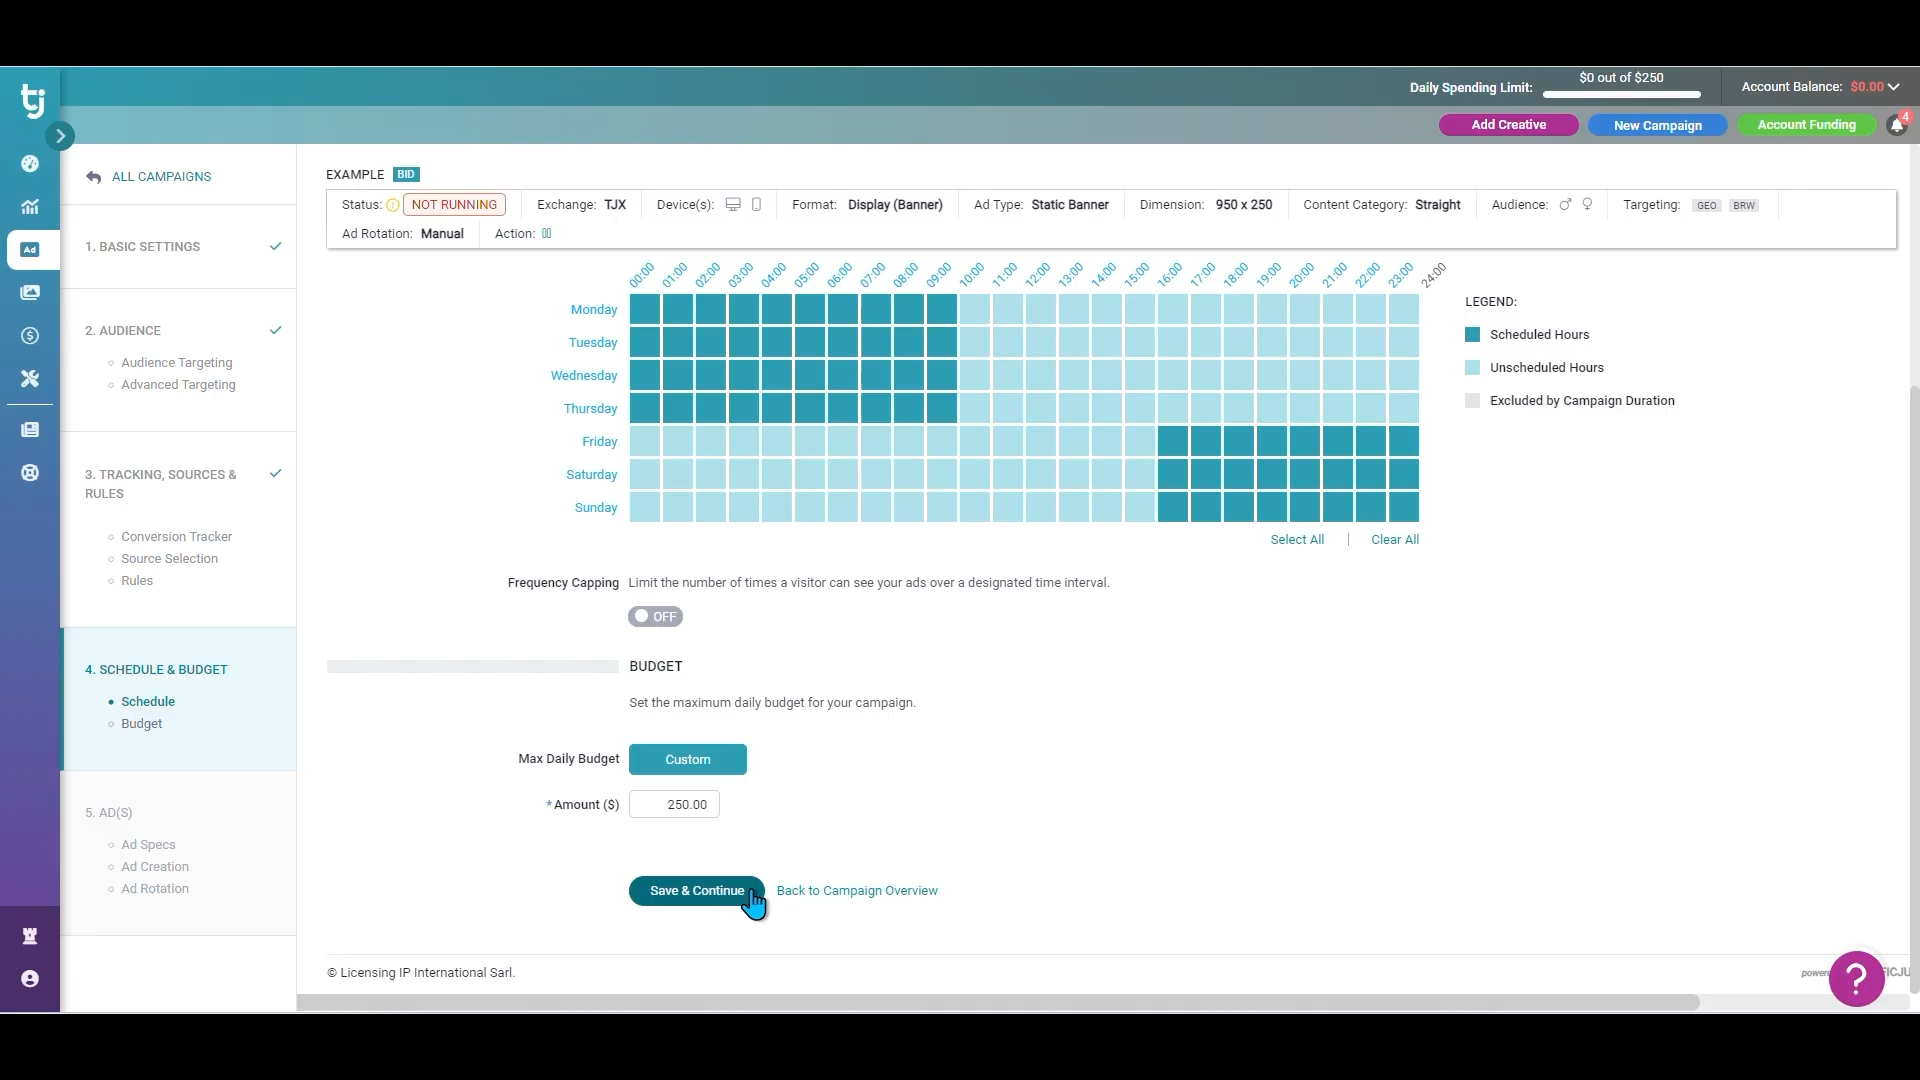 tj
Daily Spending Limit: $0 out of $250
Account Balance: $0.00
Add Creative
New Campaign
Account Funding
4
Ad
ALL CAMPAIGNS
1. BASIC SETTINGS
2. AUDIENCE
Audience Targeting
Advanced Targeting
3. TRACKING, SOURCES &
RULES
Conversion Tracker
Source Selection
Rules
4. SCHEDULE & BUDGET
Schedule
Budget
5. AD(S)
Ad Specs
Ad Creation
Ad Rotation
EXAMPLE BID
Status: NOT RUNNING Exchange: TJX Device(s): Format: Display (Banner) Ad Type: Static Banner Dimension: 950 x 250 Content Category: Straight Audience: Targeting: GEO BRW
Ad Rotation: Manual Action:
00:00 01:00 02:00 03:00 04:00 05:00 06:00 07:00 08:00 09:00 10:00 11:00 12:00 13:00 14:00 15:00 16:00 17:00 18:00 19:00 20:00 21:00 22:00 23:00 24:00
Monday
Tuesday
Wednesday
Thursday
Friday
Saturday
Sunday
LEGEND:
Scheduled Hours
Unscheduled Hours
Excluded by Campaign Duration
Select All | Clear All
Frequency Capping Limit the number of times a visitor can see your ads over a designated time interval.
OFF
BUDGET
Set the maximum daily budget for your campaign.
Max Daily Budget Custom
*Amount ($) 250.00
Save & Continue Back to Campaign Overview
© Licensing IP International Sarl.
?